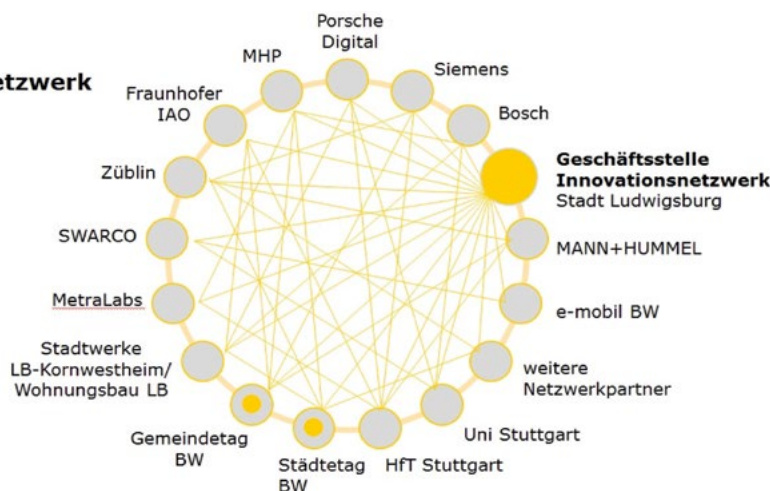 etzwerk
Porsche
Digital
MHP
Siemens
Fraunhofer
IAO
Bosch
Züblin
Geschäftsstelle
Innovationsnetzwerk
Stadt Ludwigsburg
SWARCO
MANN+HUMMEL
MetraLabs
e-mobil BW
Stadtwerke
LB-Kornwestheim/
Wohnungsbau LB
weitere
Netzwerkpartner
Gemeindetag
BW
Städtetag
BW
HfT Stuttgart
Uni Stuttgart